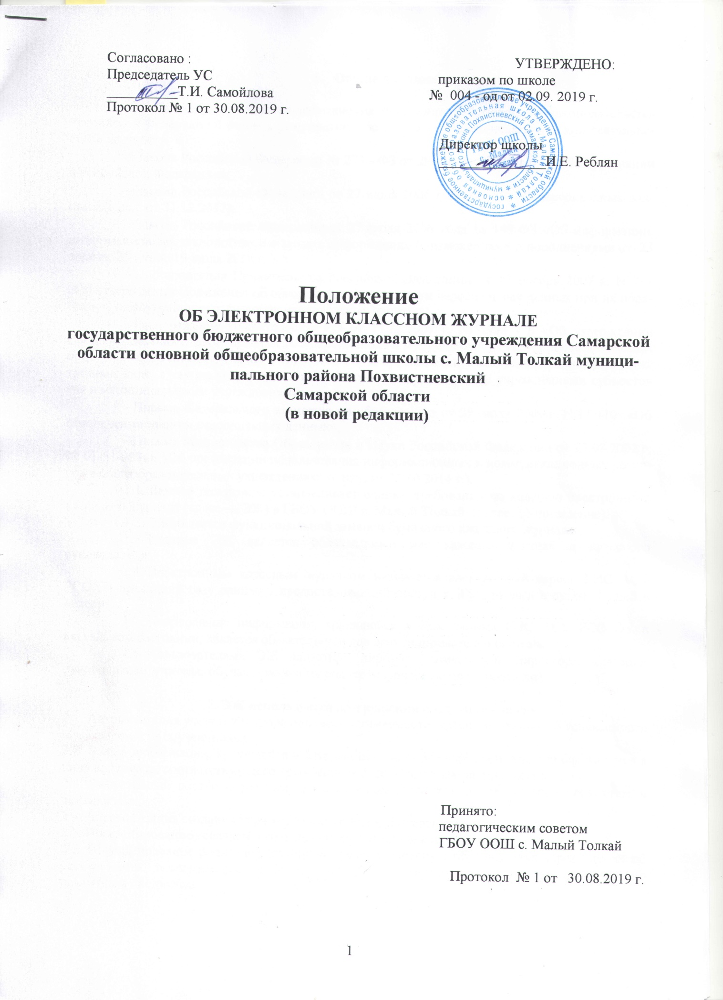 Согласовано :
Председатель УС
__________Т.И. Самойлова
Протокол № 1 от 30.08.2019 г.
УТВЕРЖДЕНО:
приказом по школе
№ 004 - од от 02.09. 2019 г.
Директор школы
_______________И.Е. Реблян
государственное бюджетное общеобразовательное учреждение Самарской области
основная общеобразовательная школа с. Малый Толкай
муниципального района Похвистневский Самарской области
ГБОУ ООШ
с. Малый
Толкай
Положение
ОБ ЭЛЕКТРОННОМ КЛАССНОМ ЖУРНАЛЕ
государственного бюджетного общеобразовательного учреждения Самарской
области основной общеобразовательной школы с. Малый Толкай муници-
пального района Похвистневский
Самарской области
(в новой редакции)
Принято:
педагогическим советом
ГБОУ ООШ с. Малый Толкай
Протокол № 1 от 30.08.2019 г.
1